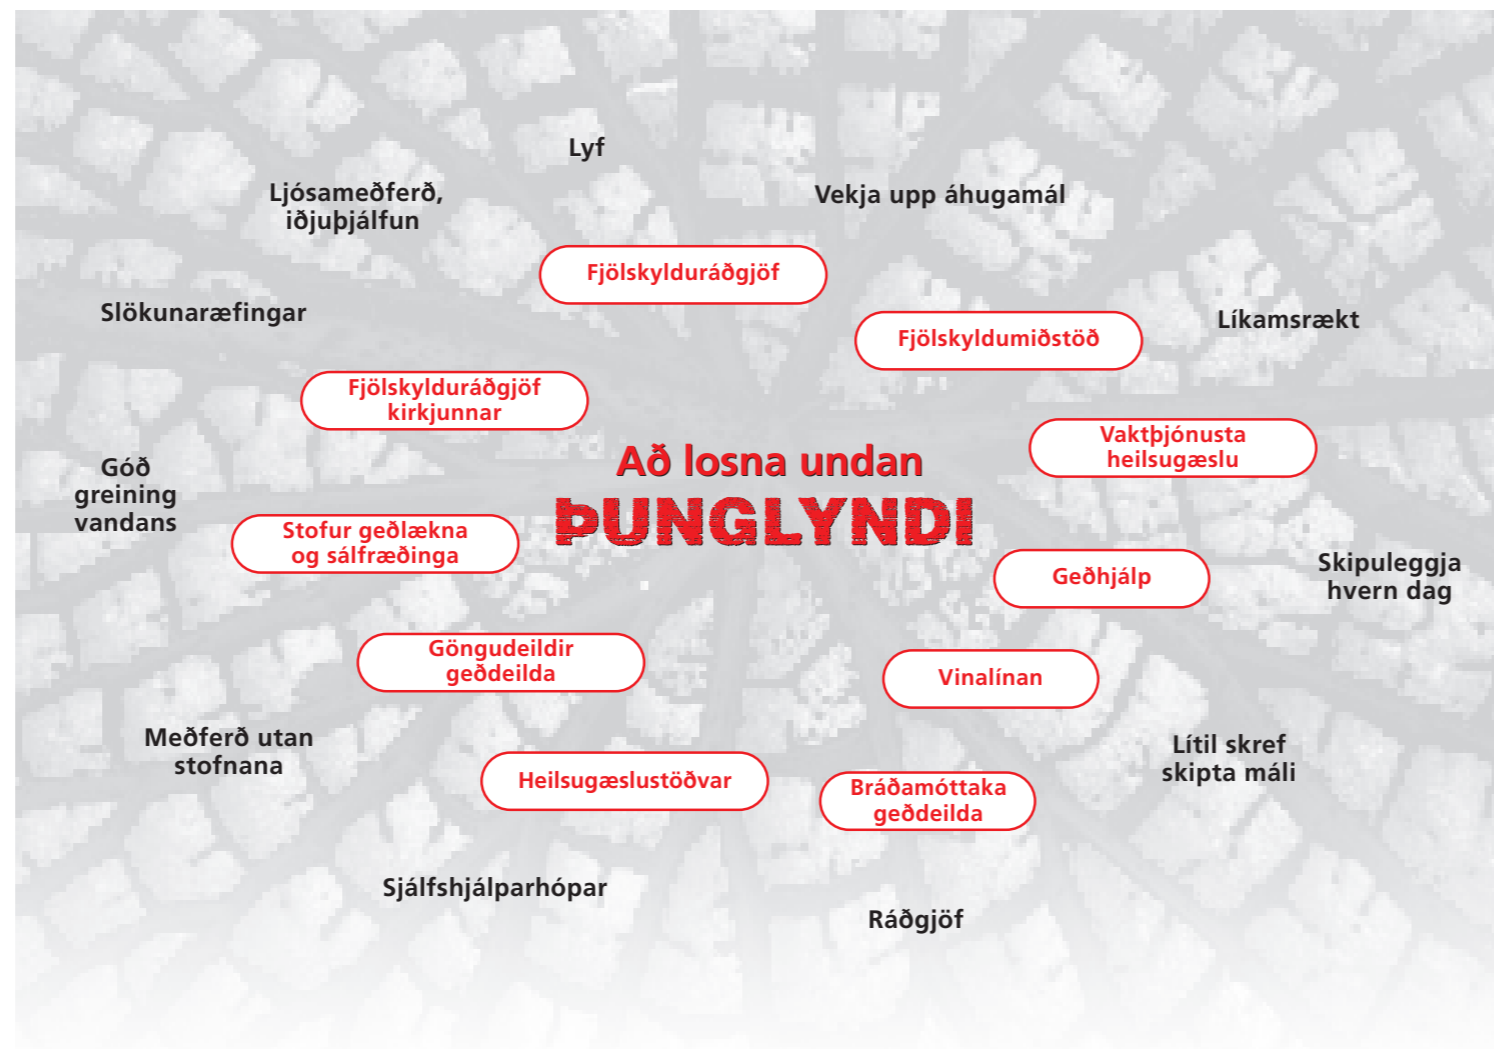 Lyf
Ljósameðferð,
iðjuþjálfun
Vekja upp áhugamál
Fjölskylduráðgjöf
Slökunaræfingar
Líkamsrækt
Fjölskyldumiðstöð
Fjölskylduráðgjöf
kirkjunnar
Vaktþjónusta
heilsugæslu
Að losna undan
ÞUNGLYNDI
Góð
greining
vandans
Stofur geðlækna
og sálfræðinga
Geðhjálp
Skipuleggja
hvern dag
Göngudeildir
geðdeilda
Vinalínan
Meðferð utan
stofnana
Lítil skref
skipta máli
Heilsugæslustöðvar
Bráðamóttaka
geðdeilda
Sjálfshjálparhópar
Ráðgjöf